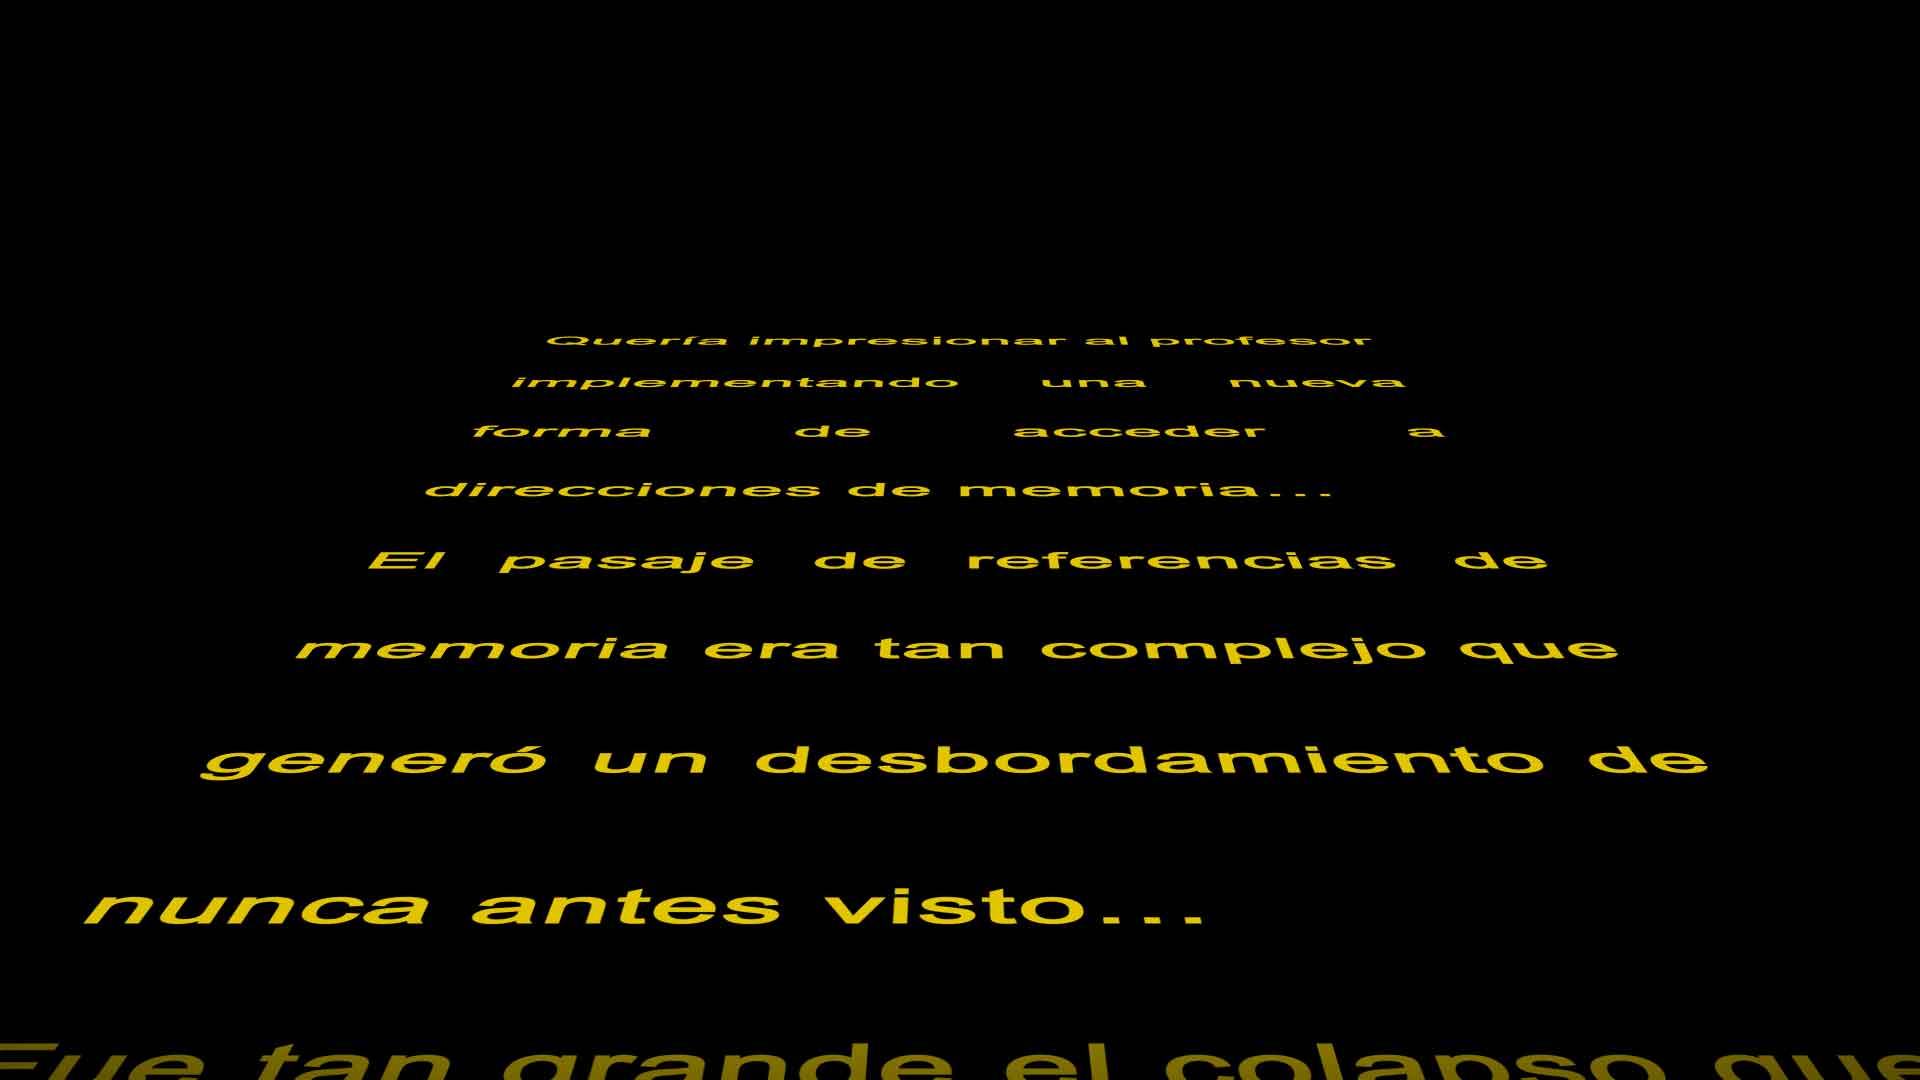 Quería impresionar al profesor
implementando una nueva
forma de acceder a
direcciones de memoria...
El pasaje de referencias de
memoria era tan complejo que
generó un desbordamiento de
nunca antes visto...
Fue tan grande el colapso que